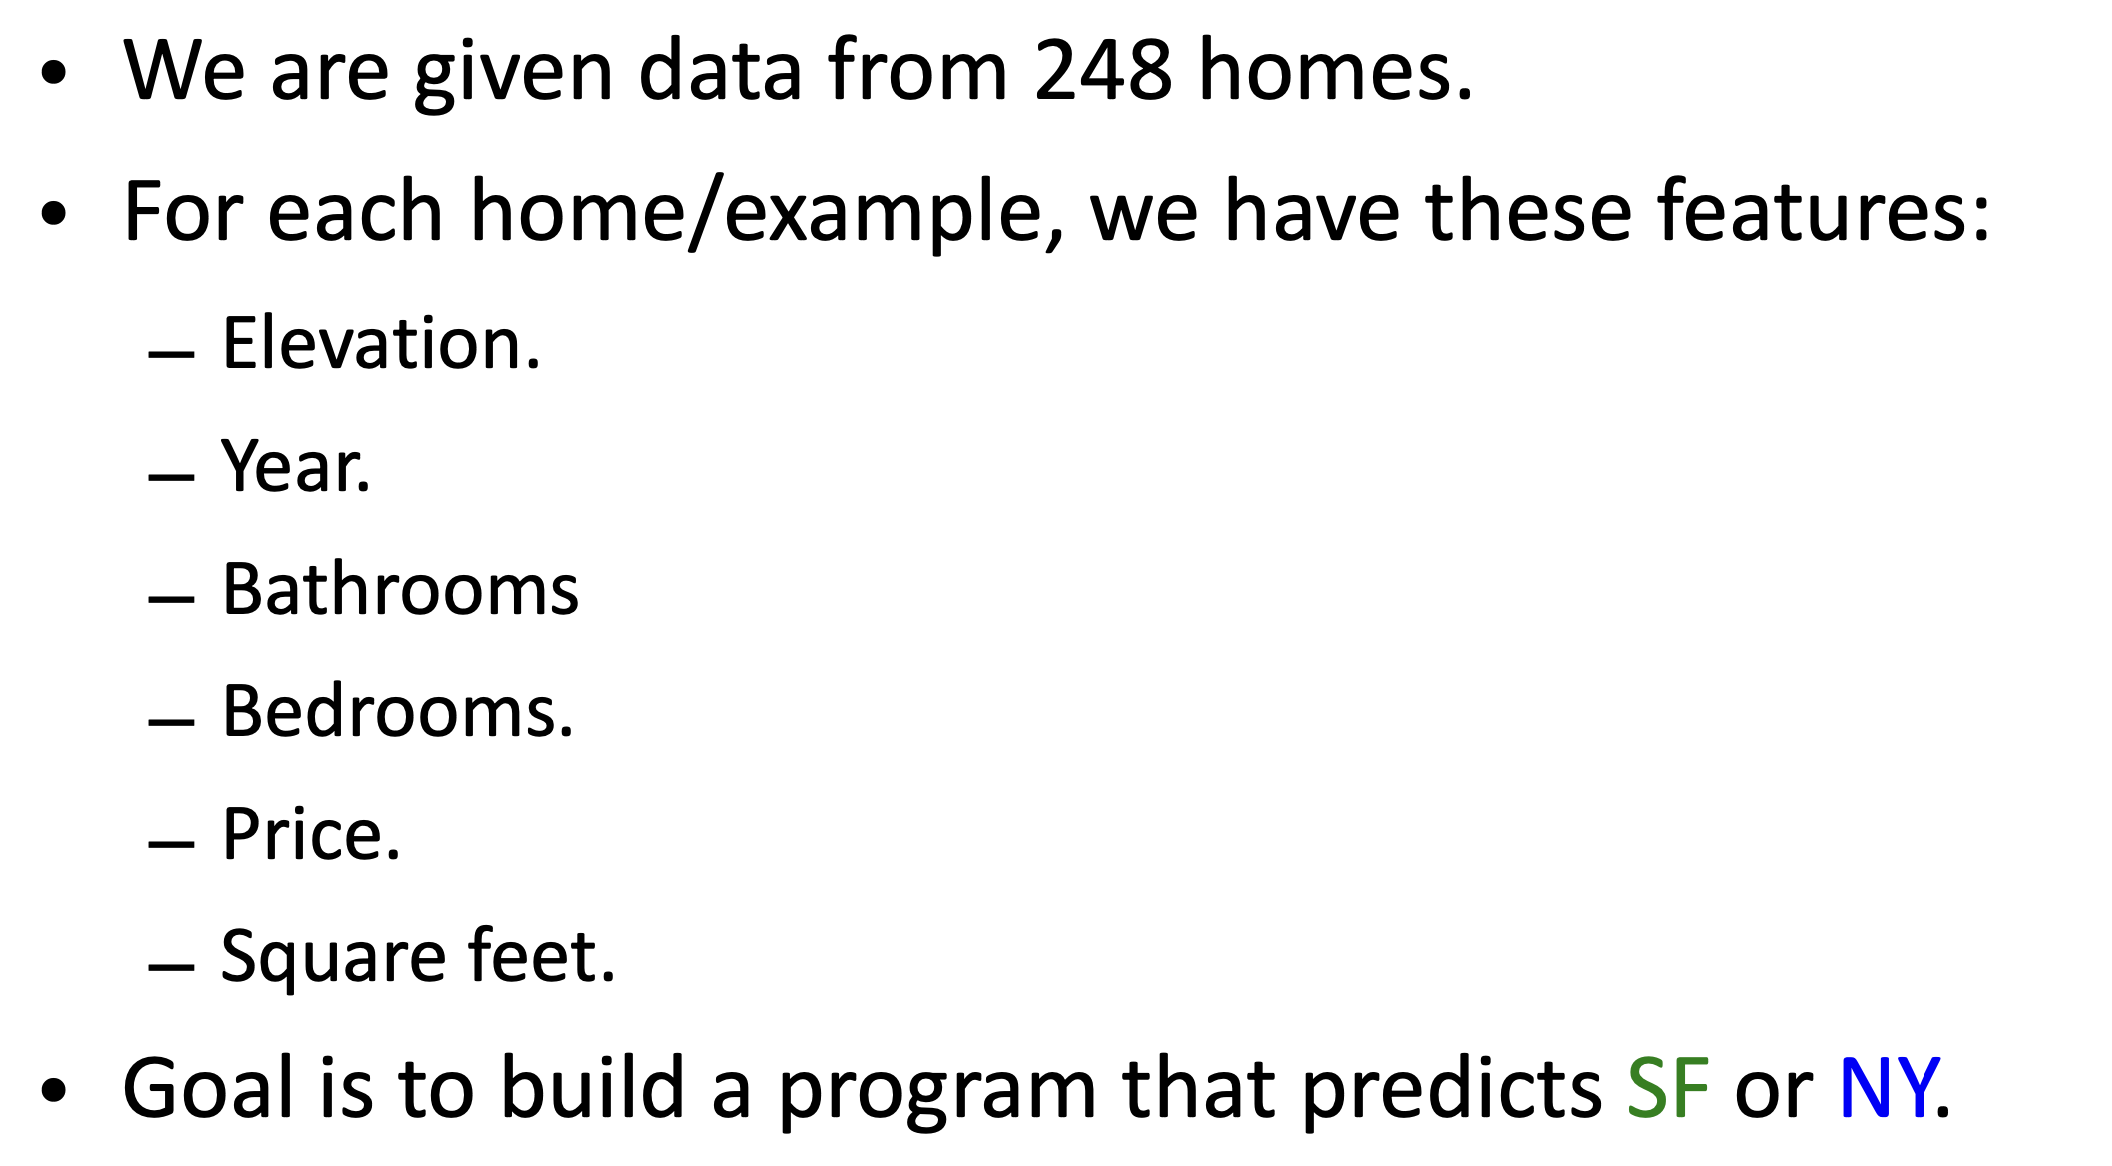 • We are given data from 248 homes.
• For each home/example, we have these features:
– Elevation.
– Year.
– Bathrooms
– Bedrooms.
– Price.
– Square feet.
• Goal is to build a program that predicts SF or NY.